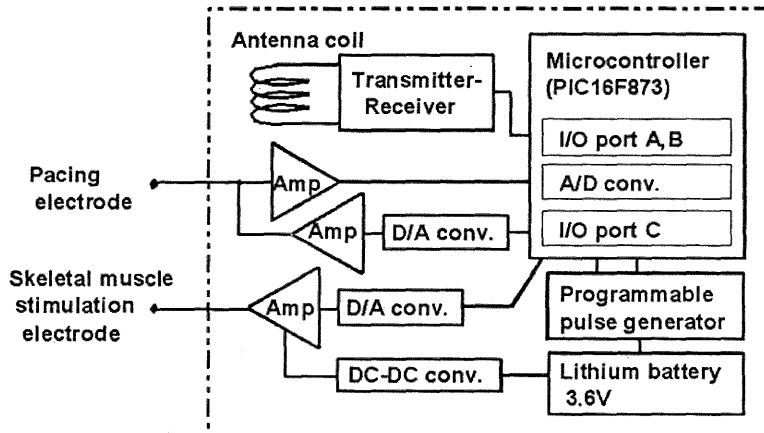 Antenna coil
Transmitter-
Receiver
Microcontroller
(PIC16F873)
I/O port A,B
A/D conv.
I/O port C
Pacing
electrode
Amp
Amp
D/A conv.
Skeletal muscle
stimulation
electrode
Amp
D/A conv.
Programmable
pulse generator
DC-DC conv.
Lithium battery
3.6V